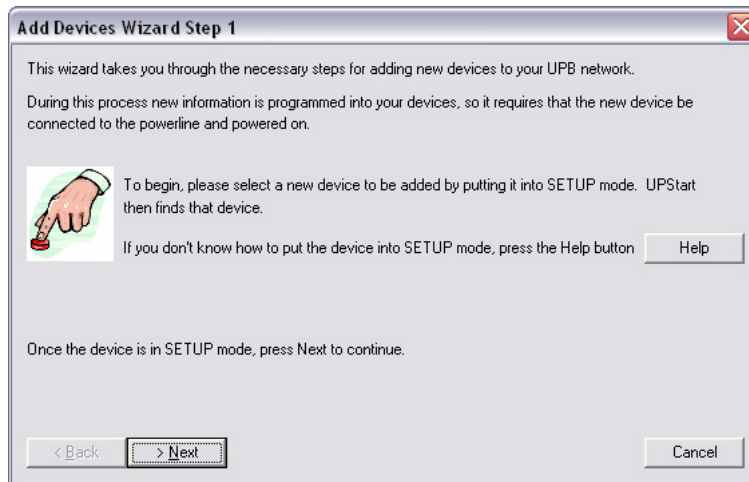 Add Devices Wizard Step 1
This wizard takes you through the necessary steps for adding new devices to your UPB network.
During this process new information is programmed into your devices, so it requires that the new device be
connected to the powerline and powered on.
To begin, please select a new device to be added by putting it into SETUP mode. UPStart
then finds that device.
If you don't know how to put the device into SETUP mode, press the Help button
Help
Once the device is in SETUP mode, press Next to continue.
< Back
> Next
Cancel